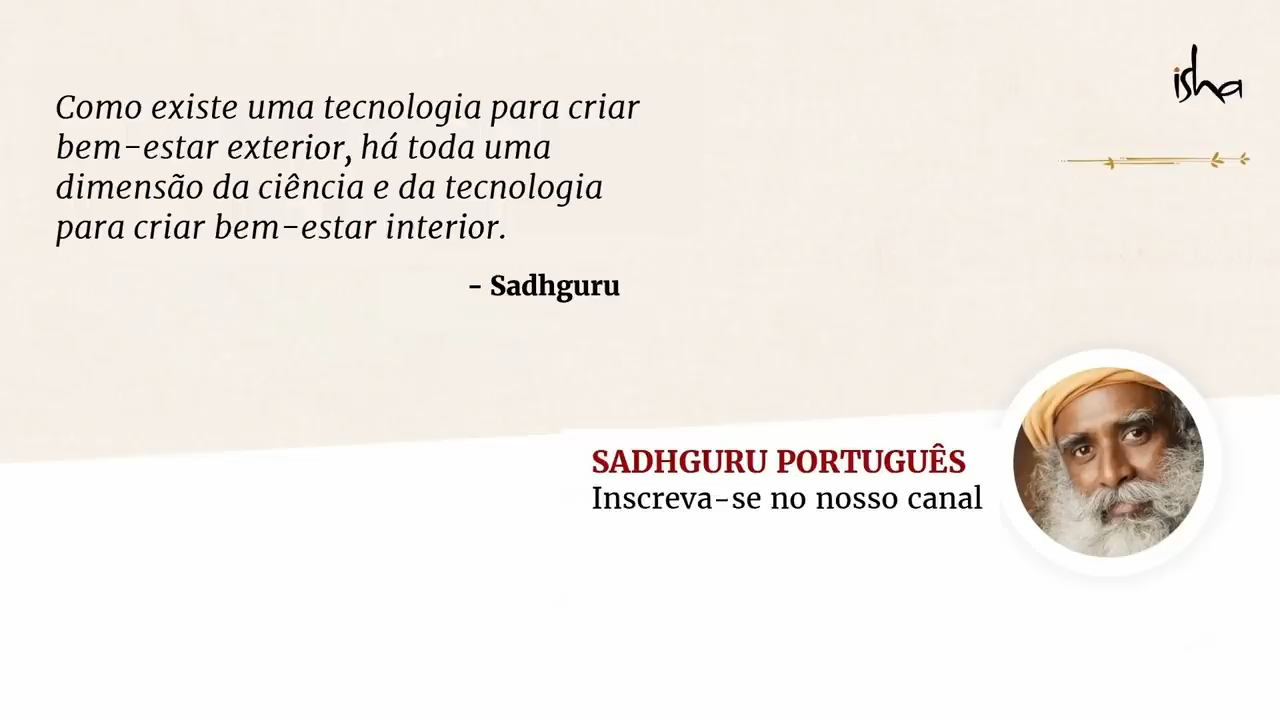 isha
Como existe uma tecnologia para criar
bem-estar exterior, há toda uma
dimensão da ciência e da tecnologia
para criar bem-estar interior.
- Sadhguru
SADHGURU PORTUGUÊS
Inscreva-se no nosso canal